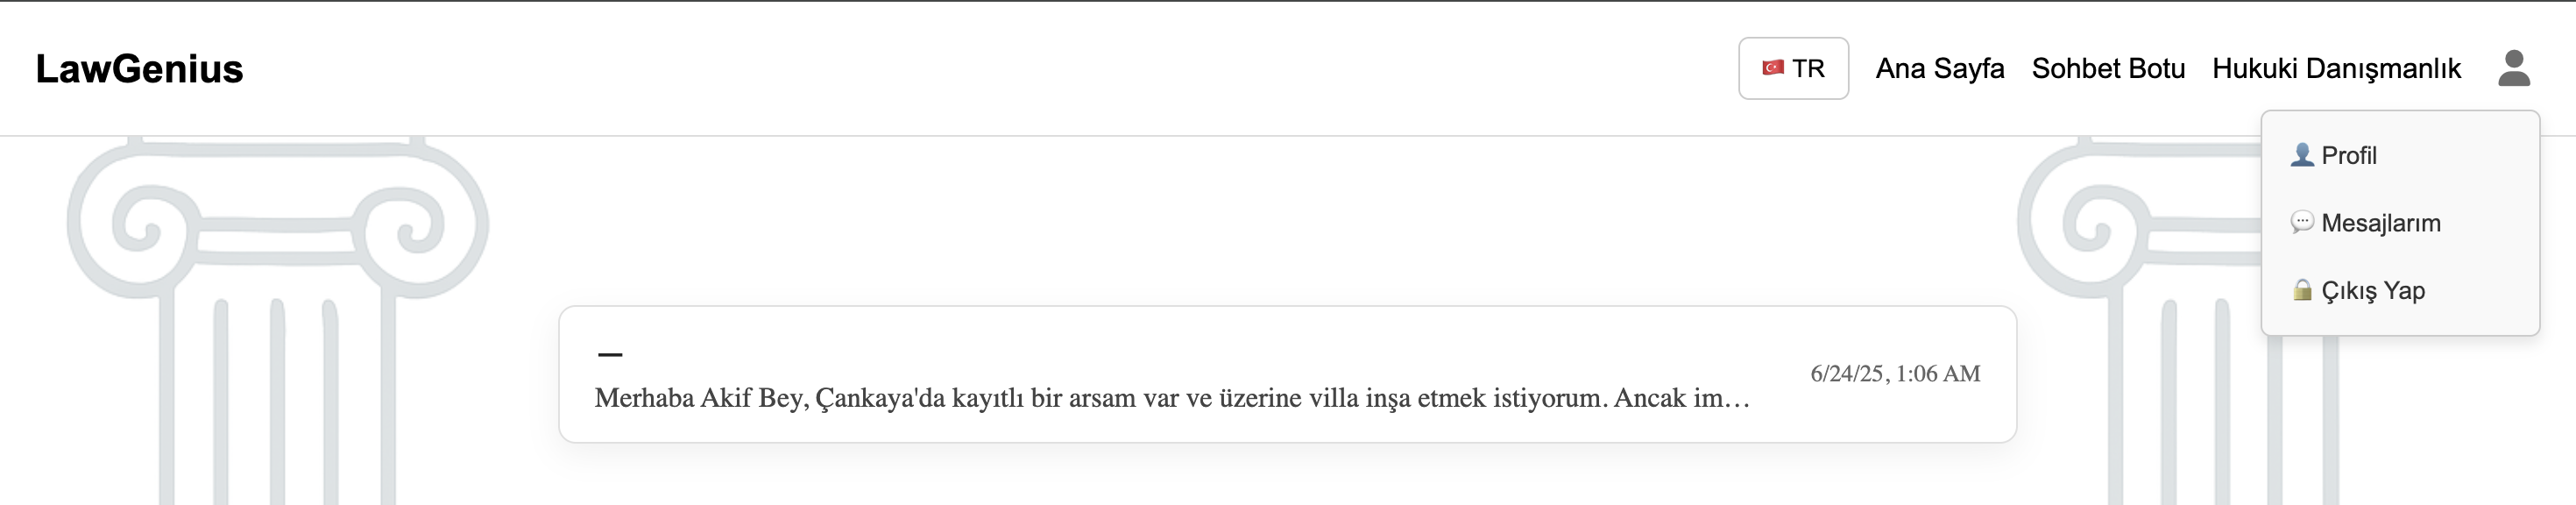 LawGenius
TR
Ana Sayfa
Sohbet Botu
Hukuki Danışmanlık
Profil
Mesajlarım
Çıkış Yap
—
Merhaba Akif Bey, Çankaya'da kayıtlı bir arsam var ve üzerine villa inşa etmek istiyorum. Ancak im…
6/24/25, 1:06 AM